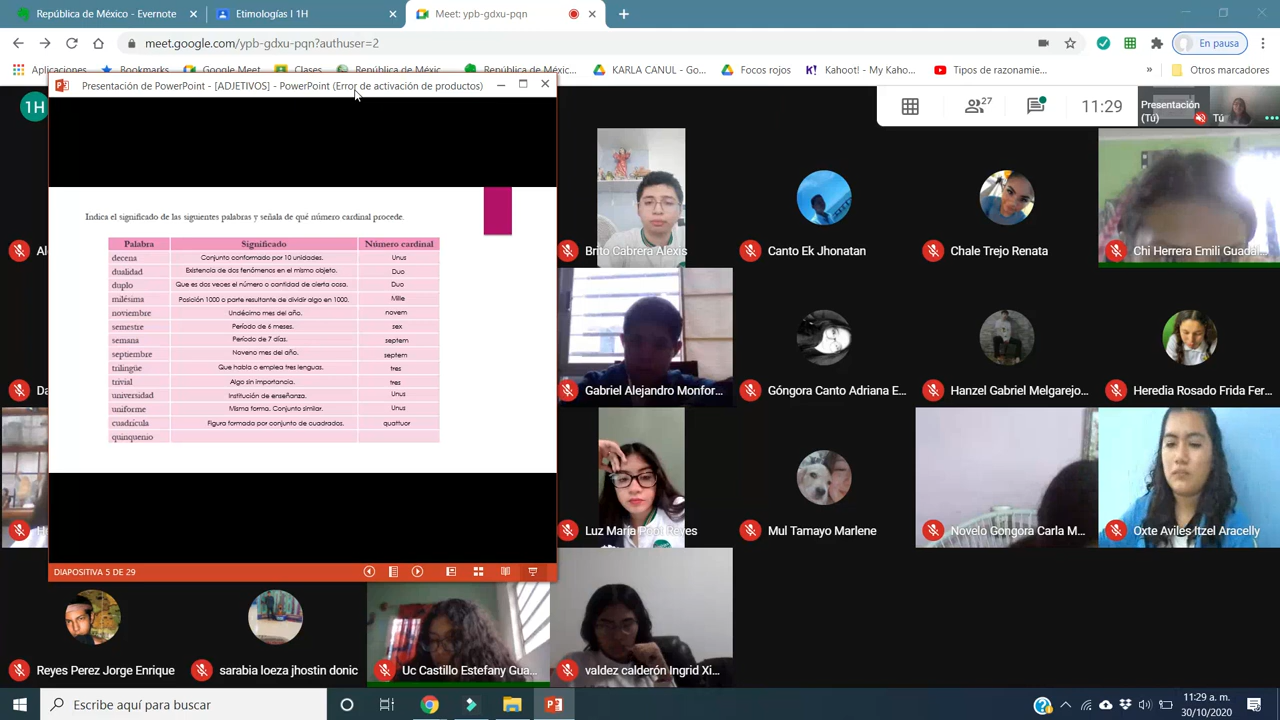 República de México - Evernote
Etimologías I 1H
Meet: ypb-gdxu-pqn
meet.google.com/ypb-gdxu-pqn?authuser=2
En pausa
Aplicaciones
Bookmarks
Google Meet
Clases
República de Méxic...
República de Méxic...
KARLA CANUL - Go...
Focos rojos
Kahoot! - My Kaho...
Tipos de razonamie...
»
Otros marcadores
Presentación de PowerPoint - [ADJETIVOS] - PowerPoint (Error de activación de productos)
1H
27
11:29
Presentación
(Tú)
Tú
Indica el significado de las siguientes palabras y señala de qué número cardinal procede.
Palabra Significado Número cardinal
decena Conjunto conformado por 10 unidades. Unus
dualidad Existencia de dos fenómenos en el mismo objeto. Duo
duplo Que es dos veces el número o cantidad de cierta cosa. Duo
milésima Posición 1000 o parte resultante de dividir algo en 1000. Mille
noviembre Undécimo mes del año. novem
semestre Periodo de 6 meses. sex
semana Periodo de 7 días. septem
septiembre Noveno mes del año. septem
trilingüe Que habla o emplea tres lenguas. tres
trivial Algo sin importancia. tres
universidad Institución de enseñanza. Unus
uniforme Misma forma. Conjunto similar. Unus
cuadrícula Figura formada por conjunto de cuadrados. quattuor
quinquenio
DIAPOSITIVA 5 DE 29
Brito Cabrera Alexis
Canto Ek Jhonatan
Chale Trejo Renata
Chi Herrera Emili Guada...
Gabriel Alejandro Monfor...
Góngora Canto Adriana E...
Hanzel Gabriel Melgarejo...
Heredia Rosado Frida Fer...
Luz María Poot Reyes
Mul Tamayo Marlene
Novelo Gongora Carla M...
Oxte Aviles Itzel Aracelly
Reyes Perez Jorge Enrique
sarabia loeza jhostin donic
Uc Castillo Estefany Gua...
valdez calderón Ingrid Xi...
Escribe aquí para buscar
11:29 a. m.
30/10/2020